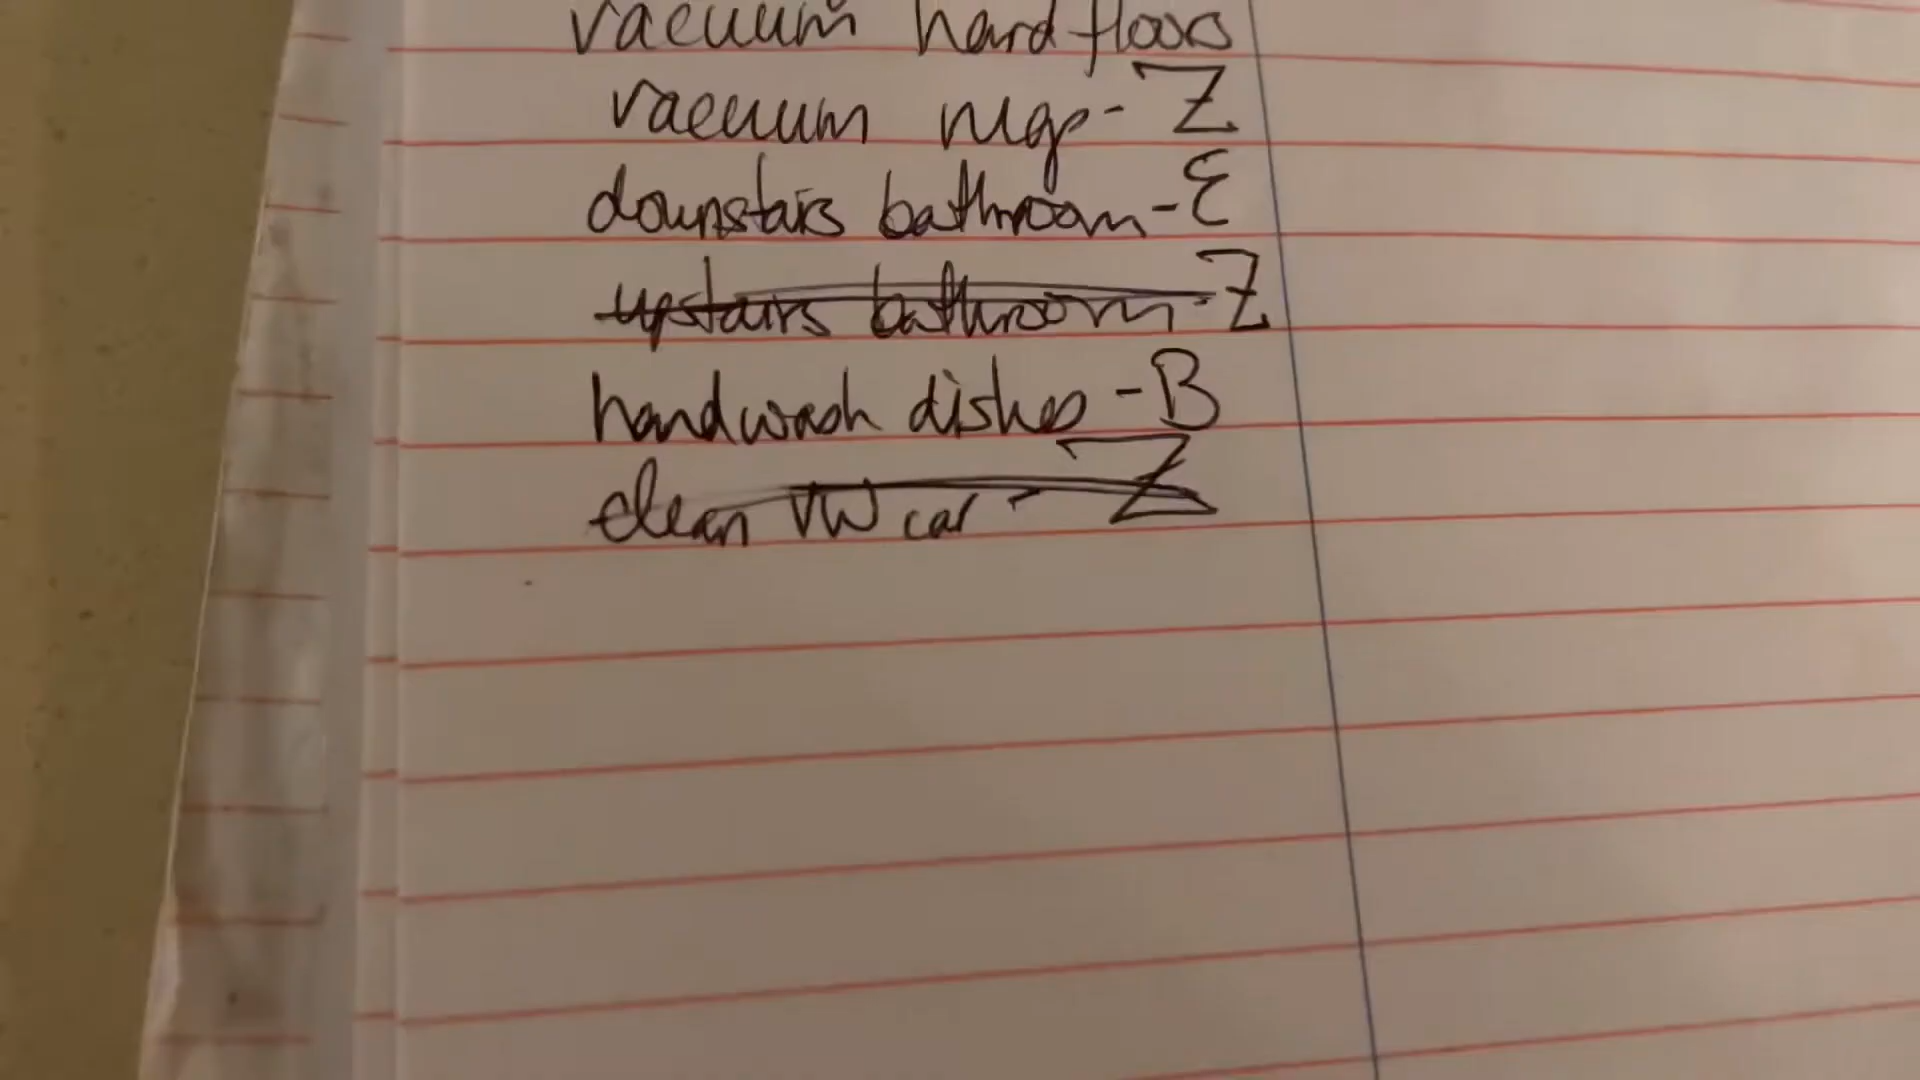 vacuum hard floors
vacuum rugs - Z
downstairs bathroom - E
upstairs bathroom - Z
handwash dishes - B
clean VW car - Z